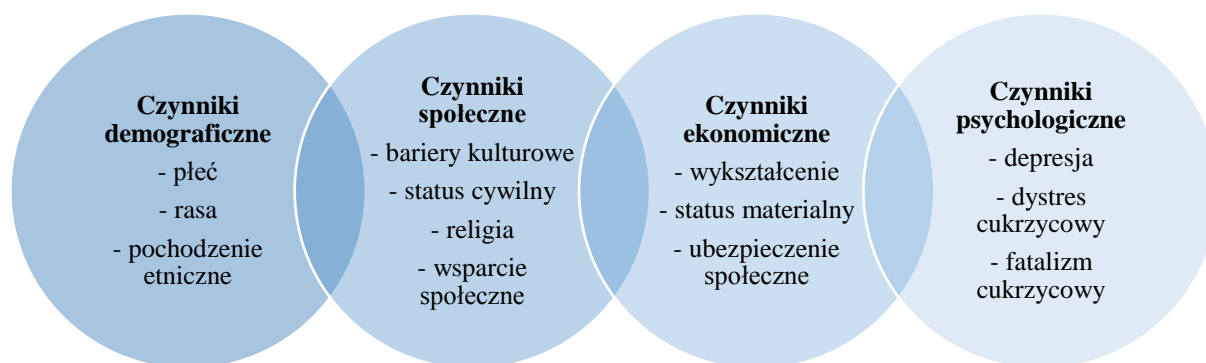 Czynniki
demograficzne
- płeć
- rasa
- pochodzenie
etniczne
Czynniki
społeczne
- bariery kulturowe
- status cywilny
- religia
- wsparcie
społeczne
Czynniki
ekonomiczne
- wykształcenie
- status materialny
- ubezpieczenie
społeczne
Czynniki
psychologiczne
- depresja
- dystres
cukrzycowy
- fatalizm
cukrzycowy